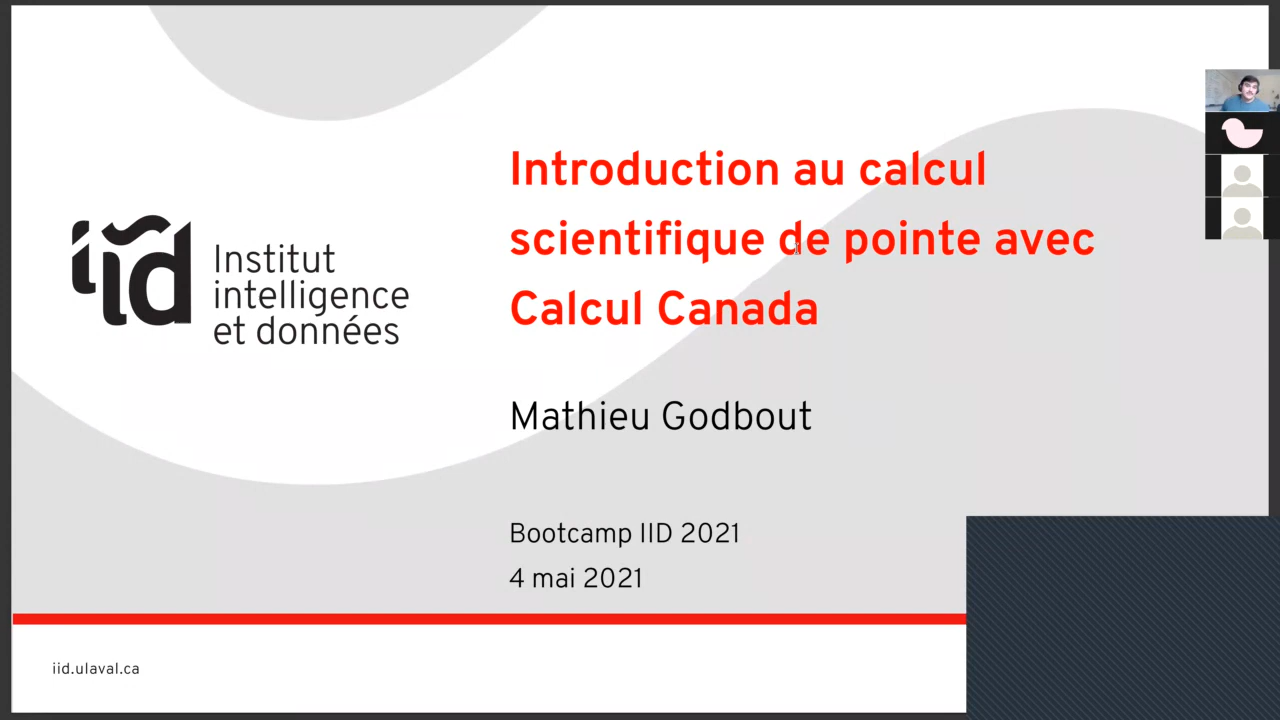 Introduction au calcul
scientifique de pointe avec
Calcul Canada
iid
Institut
intelligence
et données
Mathieu Godbout
Bootcamp IID 2021
4 mai 2021
iid.ulaval.ca